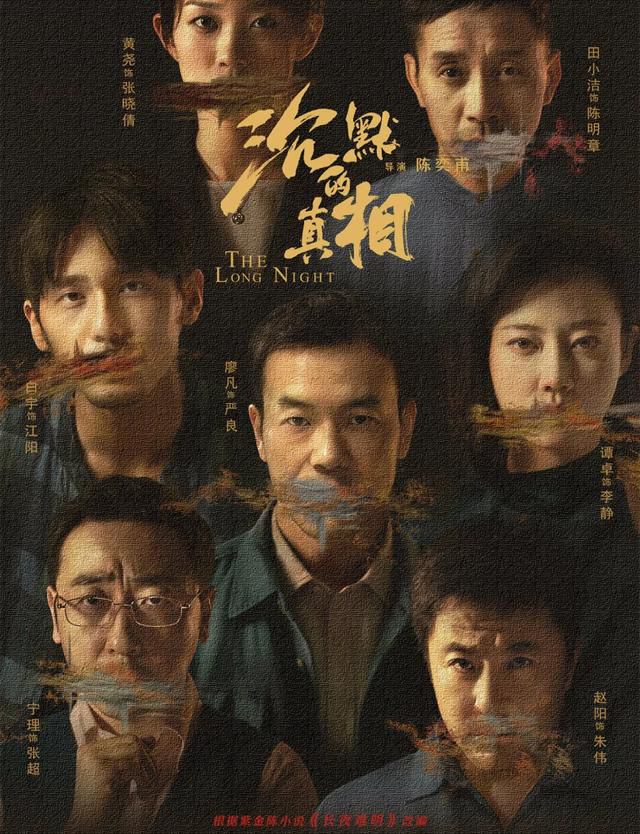 黄尧饰张晓倩
田小洁饰陈明章
沉默的真相
导演 陈奕甫
THE
LONG NIGHT
白宇饰江阳
廖凡饰严良
谭卓饰李静
宁理饰张超
赵阳饰朱伟
根据紫金陈小说《长夜难明》改编